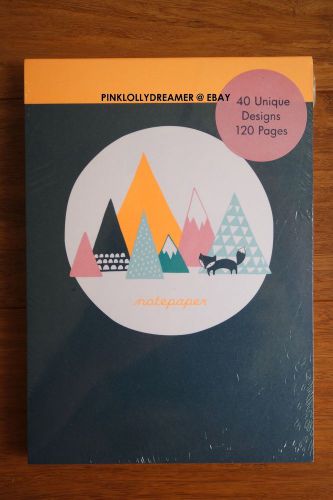 PINKLOLLYDREAMER @ EBAY
40 Unique
Designs
120 Pages
notepaper